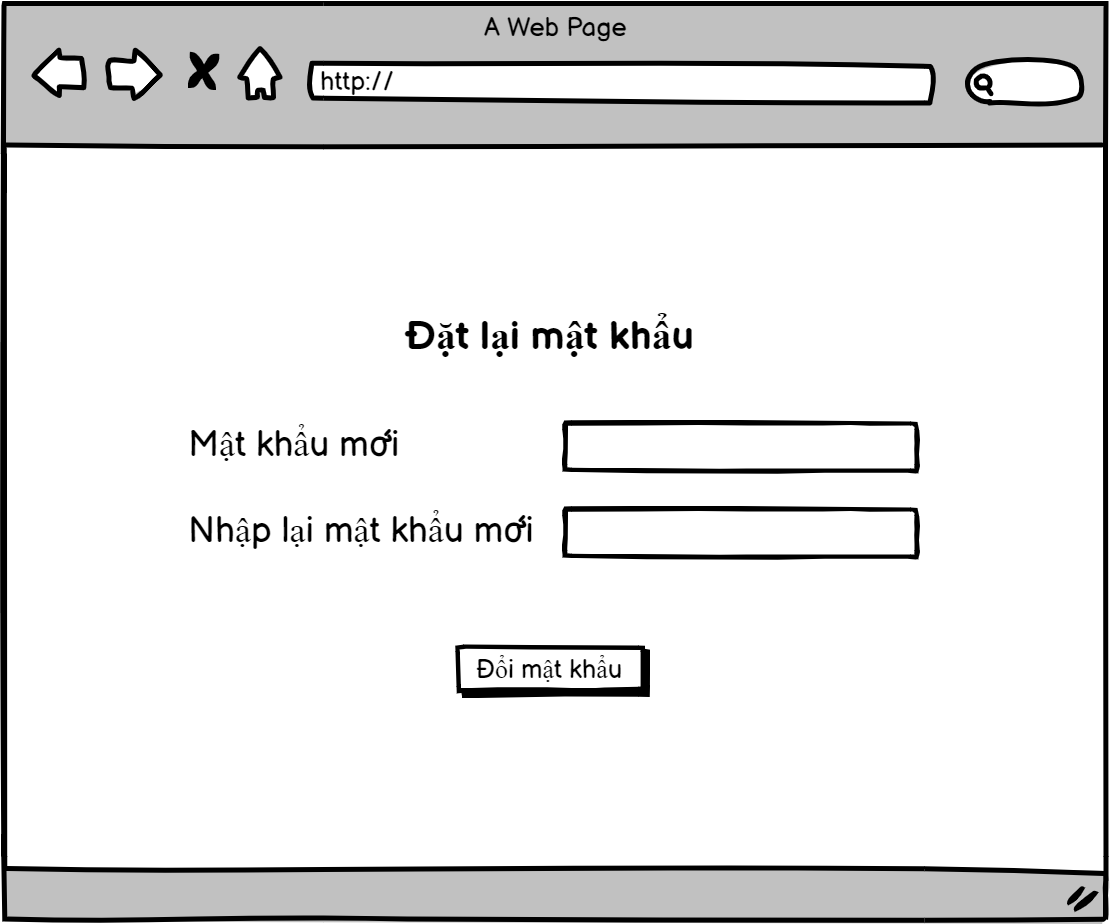 A Web Page
http://
Đặt lại mật khẩu
Mật khẩu mới
Nhập lại mật khẩu mới
Đổi mật khẩu